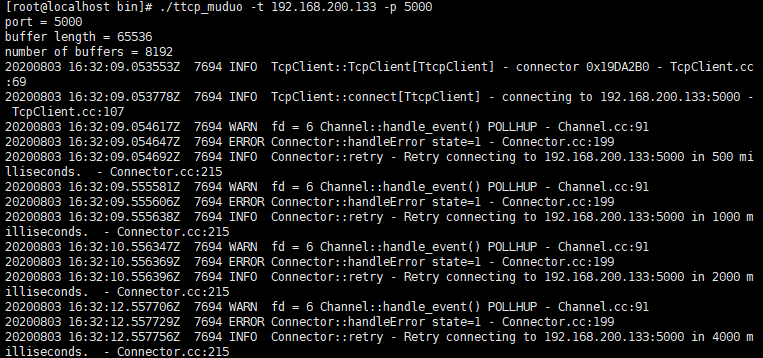 [root@localhost bin]# ./ttcp_muduo -t 192.168.200.133 -p 5000
port = 5000
buffer length = 65536
number of buffers = 8192
20200803 16:32:09.053553Z  7694 INFO  TcpClient::TcpClient[TtcpClient] - connector 0x19DA2B0 - TcpClient.cc
:69
20200803 16:32:09.053778Z  7694 INFO  TcpClient::connect[TtcpClient] - connecting to 192.168.200.133:5000 -
 TcpClient.cc:107
20200803 16:32:09.054617Z  7694 WARN  fd = 6 Channel::handle_event() POLLHUP - Channel.cc:91
20200803 16:32:09.054647Z  7694 ERROR Connector::handleError state=1 - Connector.cc:199
20200803 16:32:09.054692Z  7694 INFO  Connector::retry - Retry connecting to 192.168.200.133:5000 in 500 mi
lliseconds.  - Connector.cc:215
20200803 16:32:09.555581Z  7694 WARN  fd = 6 Channel::handle_event() POLLHUP - Channel.cc:91
20200803 16:32:09.555606Z  7694 ERROR Connector::handleError state=1 - Connector.cc:199
20200803 16:32:09.555638Z  7694 INFO  Connector::retry - Retry connecting to 192.168.200.133:5000 in 1000 m
illiseconds.  - Connector.cc:215
20200803 16:32:10.556347Z  7694 WARN  fd = 6 Channel::handle_event() POLLHUP - Channel.cc:91
20200803 16:32:10.556369Z  7694 ERROR Connector::handleError state=1 - Connector.cc:199
20200803 16:32:10.556396Z  7694 INFO  Connector::retry - Retry connecting to 192.168.200.133:5000 in 2000 m
illiseconds.  - Connector.cc:215
20200803 16:32:12.557706Z  7694 WARN  fd = 6 Channel::handle_event() POLLHUP - Channel.cc:91
20200803 16:32:12.557729Z  7694 ERROR Connector::handleError state=1 - Connector.cc:199
20200803 16:32:12.557756Z  7694 INFO  Connector::retry - Retry connecting to 192.168.200.133:5000 in 4000 m
illiseconds.  - Connector.cc:215